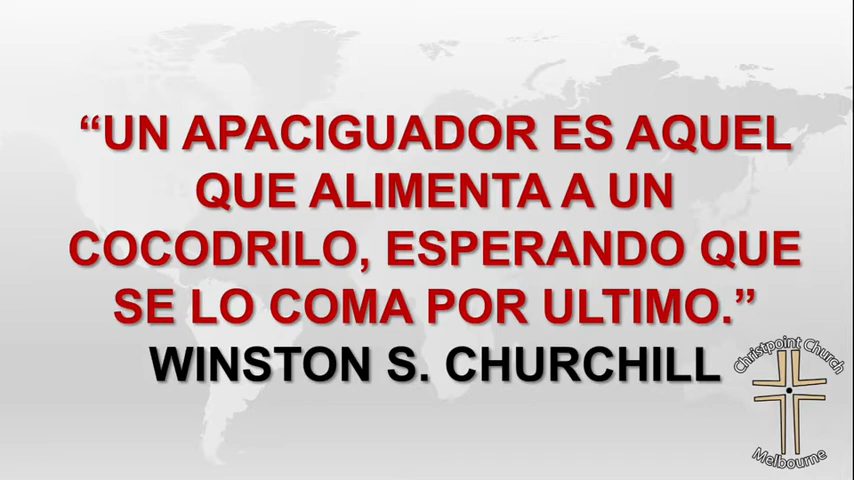 “UN APACIGUADOR ES AQUEL
QUE ALIMENTA A UN
COCODRILO, ESPERANDO QUE
SE LO COMA POR ULTIMO.”
WINSTON S. CHURCHILL
Christpoint Church
Melbourne